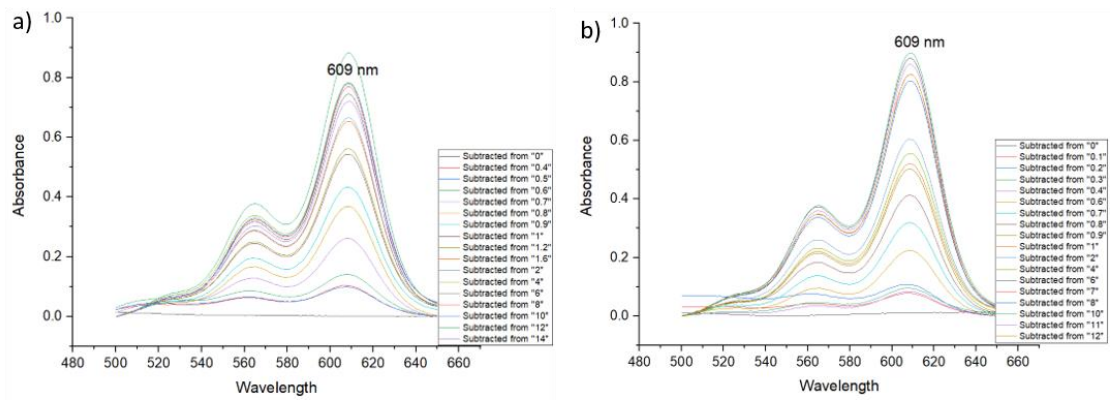 a)
609 nm
1.0
0.8
0.6
0.4
0.2
0.0
Absorbance
480 500 520 540 560 580 600 620 640 660
Wavelength
Subtracted from "0"
Subtracted from "0.4"
Subtracted from "0.5"
Subtracted from "0.6"
Subtracted from "0.7"
Subtracted from "0.8"
Subtracted from "0.9"
Subtracted from "1"
Subtracted from "1.2"
Subtracted from "1.6"
Subtracted from "2"
Subtracted from "4"
Subtracted from "6"
Subtracted from "8"
Subtracted from "10"
Subtracted from "12"
Subtracted from "14"
b)
609 nm
1.0
0.8
0.6
0.4
0.2
0.0
Absorbance
480 500 520 540 560 580 600 620 640 660
Wavelength
Subtracted from "0"
Subtracted from "0.1"
Subtracted from "0.2"
Subtracted from "0.3"
Subtracted from "0.4"
Subtracted from "0.6"
Subtracted from "0.7"
Subtracted from "0.8"
Subtracted from "0.9"
Subtracted from "1"
Subtracted from "2"
Subtracted from "4"
Subtracted from "6"
Subtracted from "7"
Subtracted from "8"
Subtracted from "10"
Subtracted from "11"
Subtracted from "12"